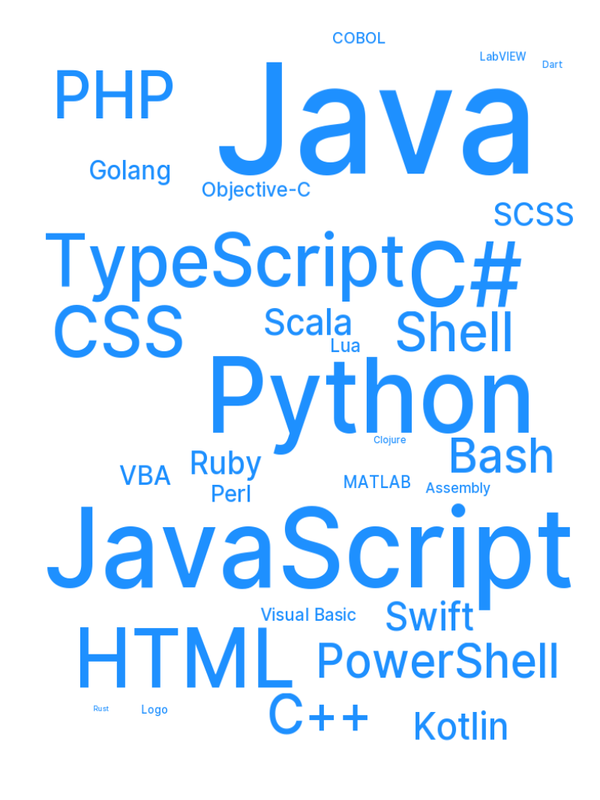 COBOL
LabVIEW
Dart
PHP
Java
Golang
Objective-C
SCSS
TypeScript
C#
CSS
Scala
Shell
Lua
Python
Clojure
Bash
Ruby
VBA
MATLAB
Assembly
Perl
JavaScript
Visual Basic
Swift
HTML
PowerShell
Rust
Logo
C++
Kotlin